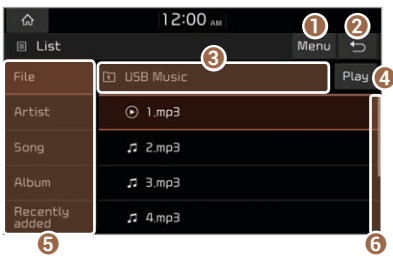 12:00 AM
1
2
List
Menu
3
File
USB Music
Play
4
Artist
1.mp3
Song
2.mp3
Album
3.mp3
Recently
added
4.mp3
5
6